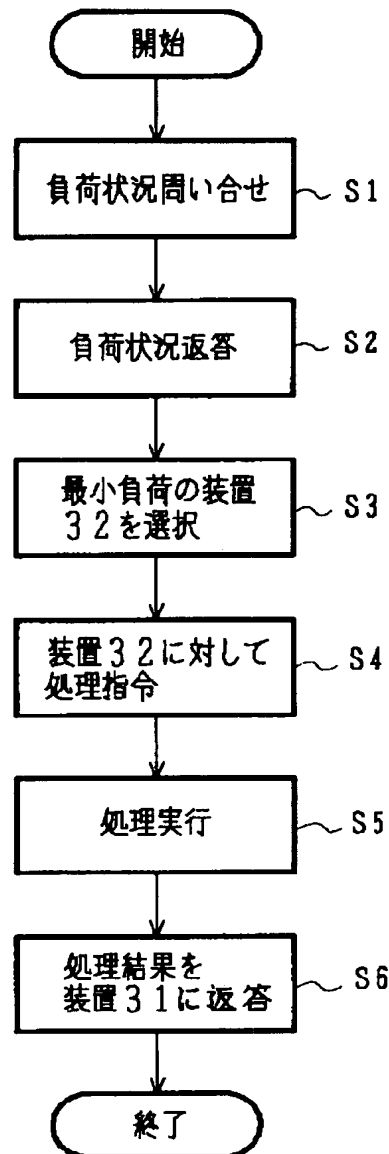 開始
負荷状況問い合せ
S1
負荷状況返答
S2
最小負荷の装置
32を選択
S3
装置32に対して
処理指令
S4
処理実行
S5
処理結果を
装置31に返答
S6
終了